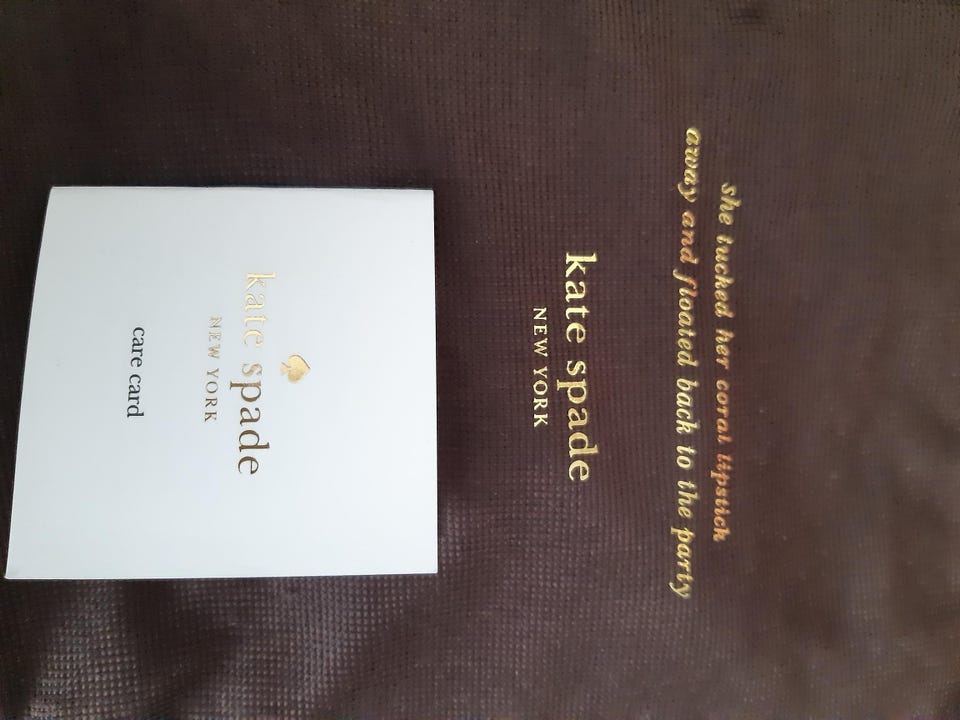 she tucked her coral lipstick
away and floated back to the party
kate spade
NEW YORK
kate spade
NEW YORK
care card